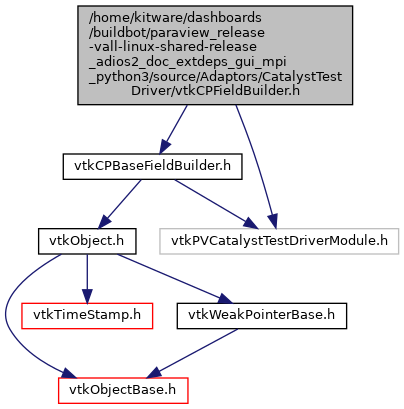 /home/kitware/dashboards
/buildbot/paraview_release
-vall-linux-shared-release
_adios2_doc_extdeps_gui_mpi
_python3/source/Adaptors/CatalystTest
Driver/vtkCPFieldBuilder.h
vtkCPBaseFieldBuilder.h
vtkObject.h
vtkPVCatalystTestDriverModule.h
vtkTimeStamp.h
vtkWeakPointerBase.h
vtkObjectBase.h